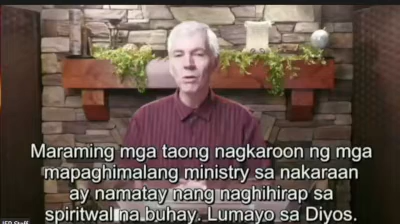 Maraming mga taong nagkaroon ng mga
mapaghimalang ministry sa nakaraan
ay namatay nang naghihirap sa
spiritwal na buhay. Lumayo sa Diyos.